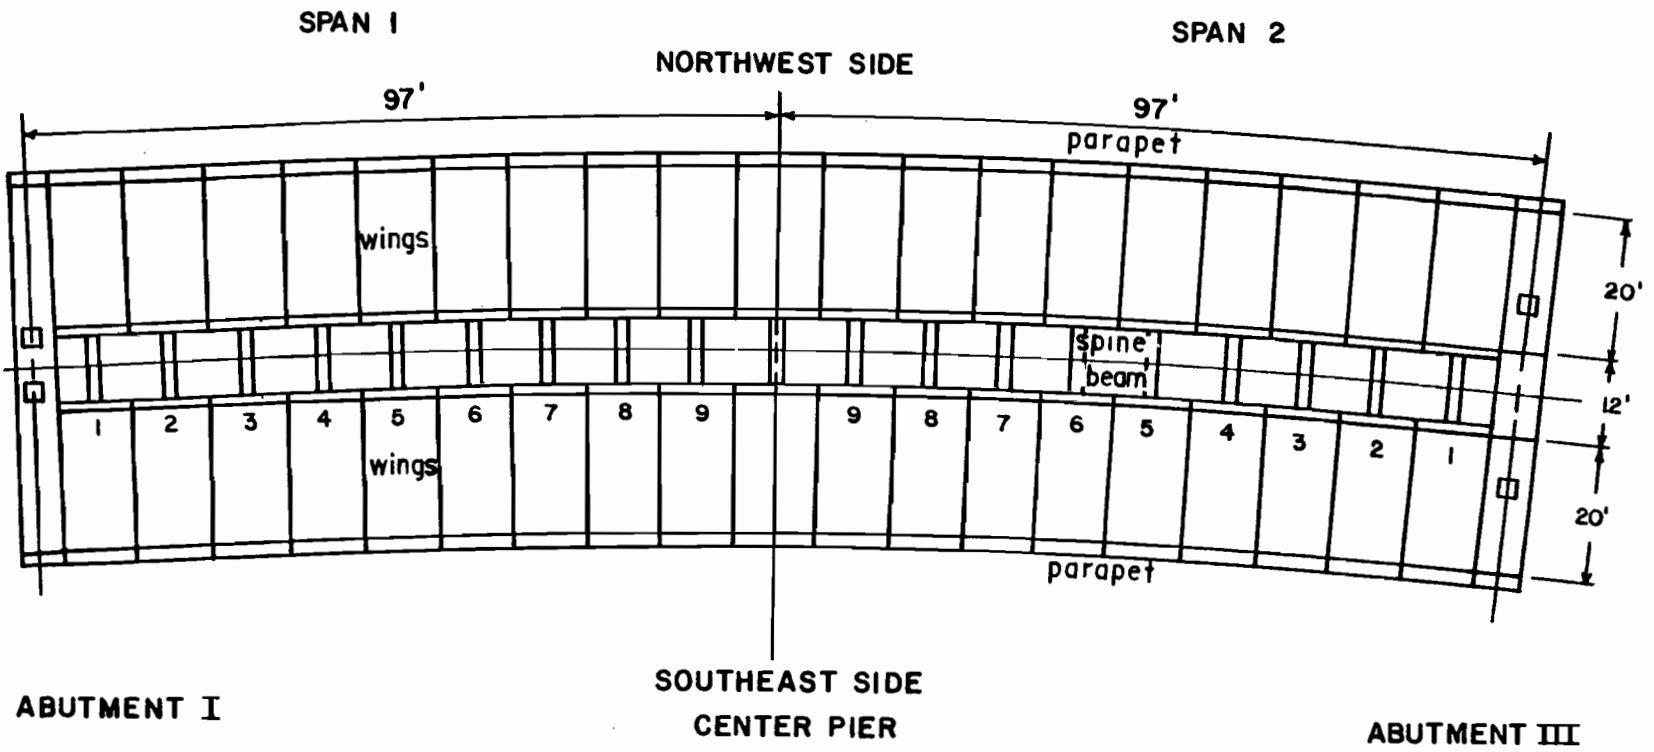 SPAN 1
SPAN 2
NORTHWEST SIDE
97'
97'
parapet
wings
20'
spine
beam
12'
1 2 3 4 5 6 7 8 9 9 8 7 6 5 4 3 2 1
wings
20'
parapet
SOUTHEAST SIDE
CENTER PIER
ABUTMENT I
ABUTMENT III